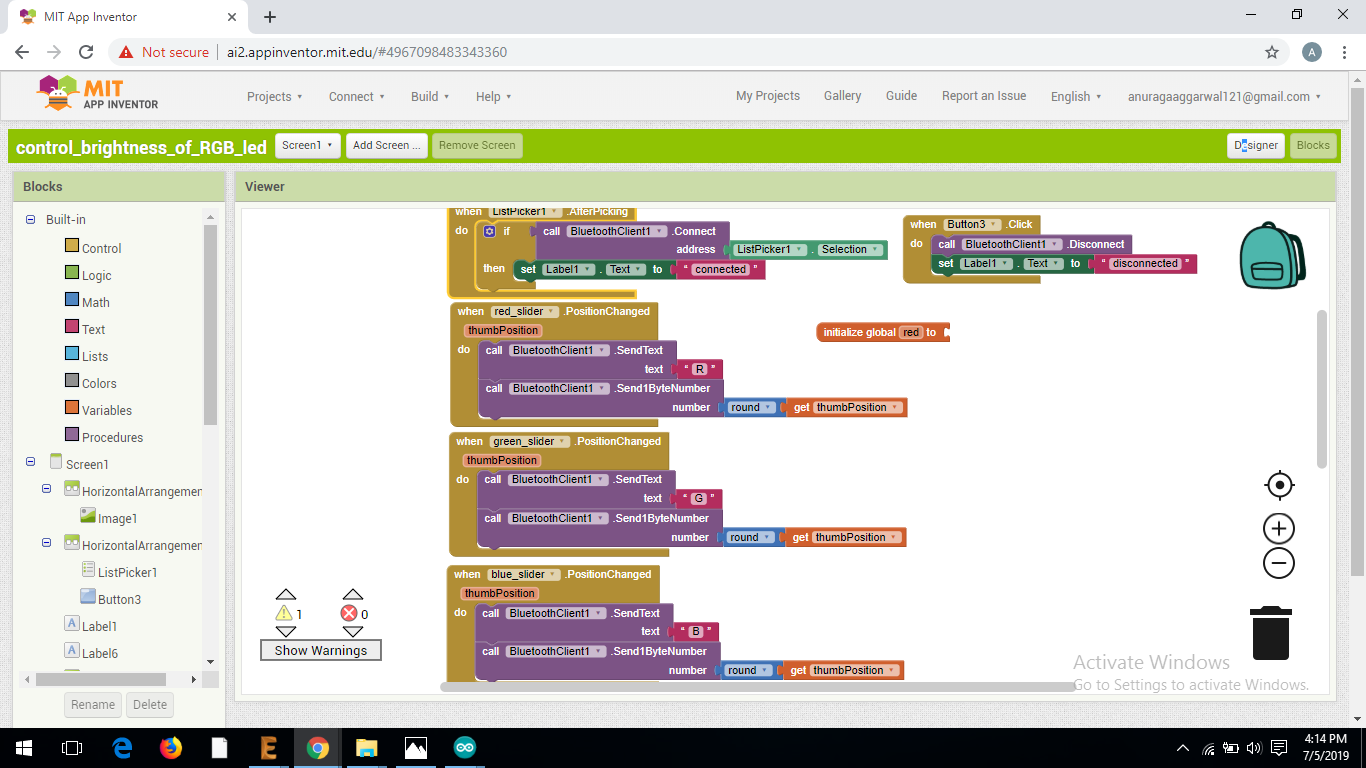 MIT App Inventor
Not secure | ai2.appinventor.mit.edu/#4967098483343360
A
MIT
APP INVENTOR
Projects
Connect
Build
Help
My Projects
Gallery
Guide
Report an Issue
English
anuragaaggarwal121@gmail.com
control_brightness_of_RGB_led
Screen1
Add Screen ...
Remove Screen
Designer
Blocks
Blocks
Viewer
Built-in
Control
Logic
Math
Text
Lists
Colors
Variables
Procedures
Screen1
HorizontalArrangemen
Image1
HorizontalArrangemen
ListPicker1
Button3
Label1
Label6
Rename
Delete
when ListPicker1 .AfterPicking
do if call BluetoothClient1 .Connect
address ListPicker1 . Selection
then set Label1 . Text to " connected "
when Button3 .Click
do call BluetoothClient1 .Disconnect
set Label1 . Text to " disconnected "
when red_slider .PositionChanged
thumbPosition
do call BluetoothClient1 .SendText
text " R "
call BluetoothClient1 .Send1ByteNumber
number round get thumbPosition
initialize global red to
when green_slider .PositionChanged
thumbPosition
do call BluetoothClient1 .SendText
text " G "
call BluetoothClient1 .Send1ByteNumber
number round get thumbPosition
when blue_slider .PositionChanged
thumbPosition
do call BluetoothClient1 .SendText
text " B "
call BluetoothClient1 .Send1ByteNumber
number round get thumbPosition
1
0
Show Warnings
Activate Windows
Go to Settings to activate Windows.
4:14 PM
7/5/2019